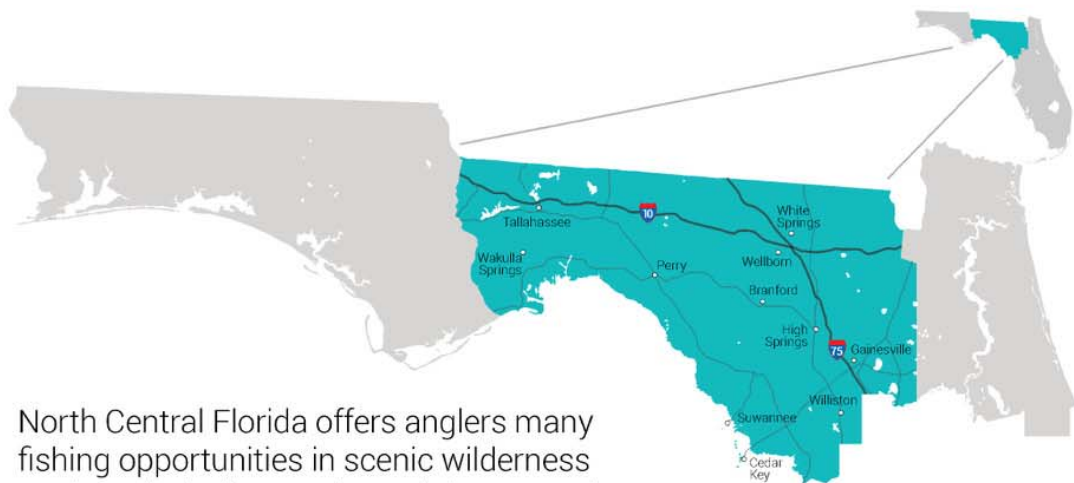 White
Springs
10
Tallahassee
Wakulla
Springs
Wellborn
Perry
Branford
High
Springs
75
Gainesville
Williston
Suwannee
Cedar
Key
North Central Florida offers anglers many
fishing opportunities in scenic wilderness